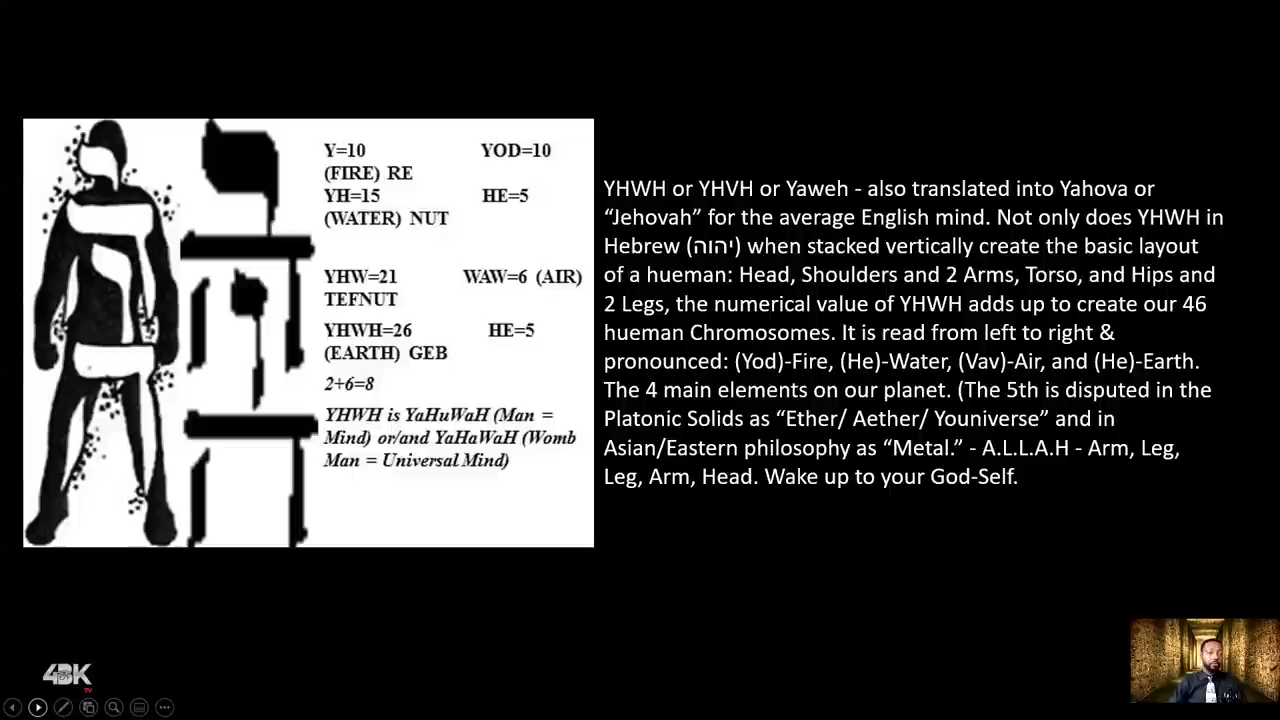 Y=10 YOD=10
(FIRE) RE
YH=15 HE=5
(WATER) NUT
YHW=21 WAW=6 (AIR)
TEFNUT
YHWH=26 HE=5
(EARTH) GEB
2+6=8
YHWH is YaHuWaH (Man =
Mind) or/and YaHaWaH (Womb
Man = Universal Mind)
י
ה
ו
ה
YHWH or YHVH or Yaweh - also translated into Yahova or
“Jehovah” for the average English mind. Not only does YHWH in
Hebrew (יהוה) when stacked vertically create the basic layout
of a hueman: Head, Shoulders and 2 Arms, Torso, and Hips and
2 Legs, the numerical value of YHWH adds up to create our 46
hueman Chromosomes. It is read from left to right &
pronounced: (Yod)-Fire, (He)-Water, (Vav)-Air, and (He)-Earth.
The 4 main elements on our planet. (The 5th is disputed in the
Platonic Solids as “Ether/ Aether/ Youniverse” and in
Asian/Eastern philosophy as “Metal.” - A.L.L.A.H - Arm, Leg,
Leg, Arm, Head. Wake up to your God-Self.
4BK
TV